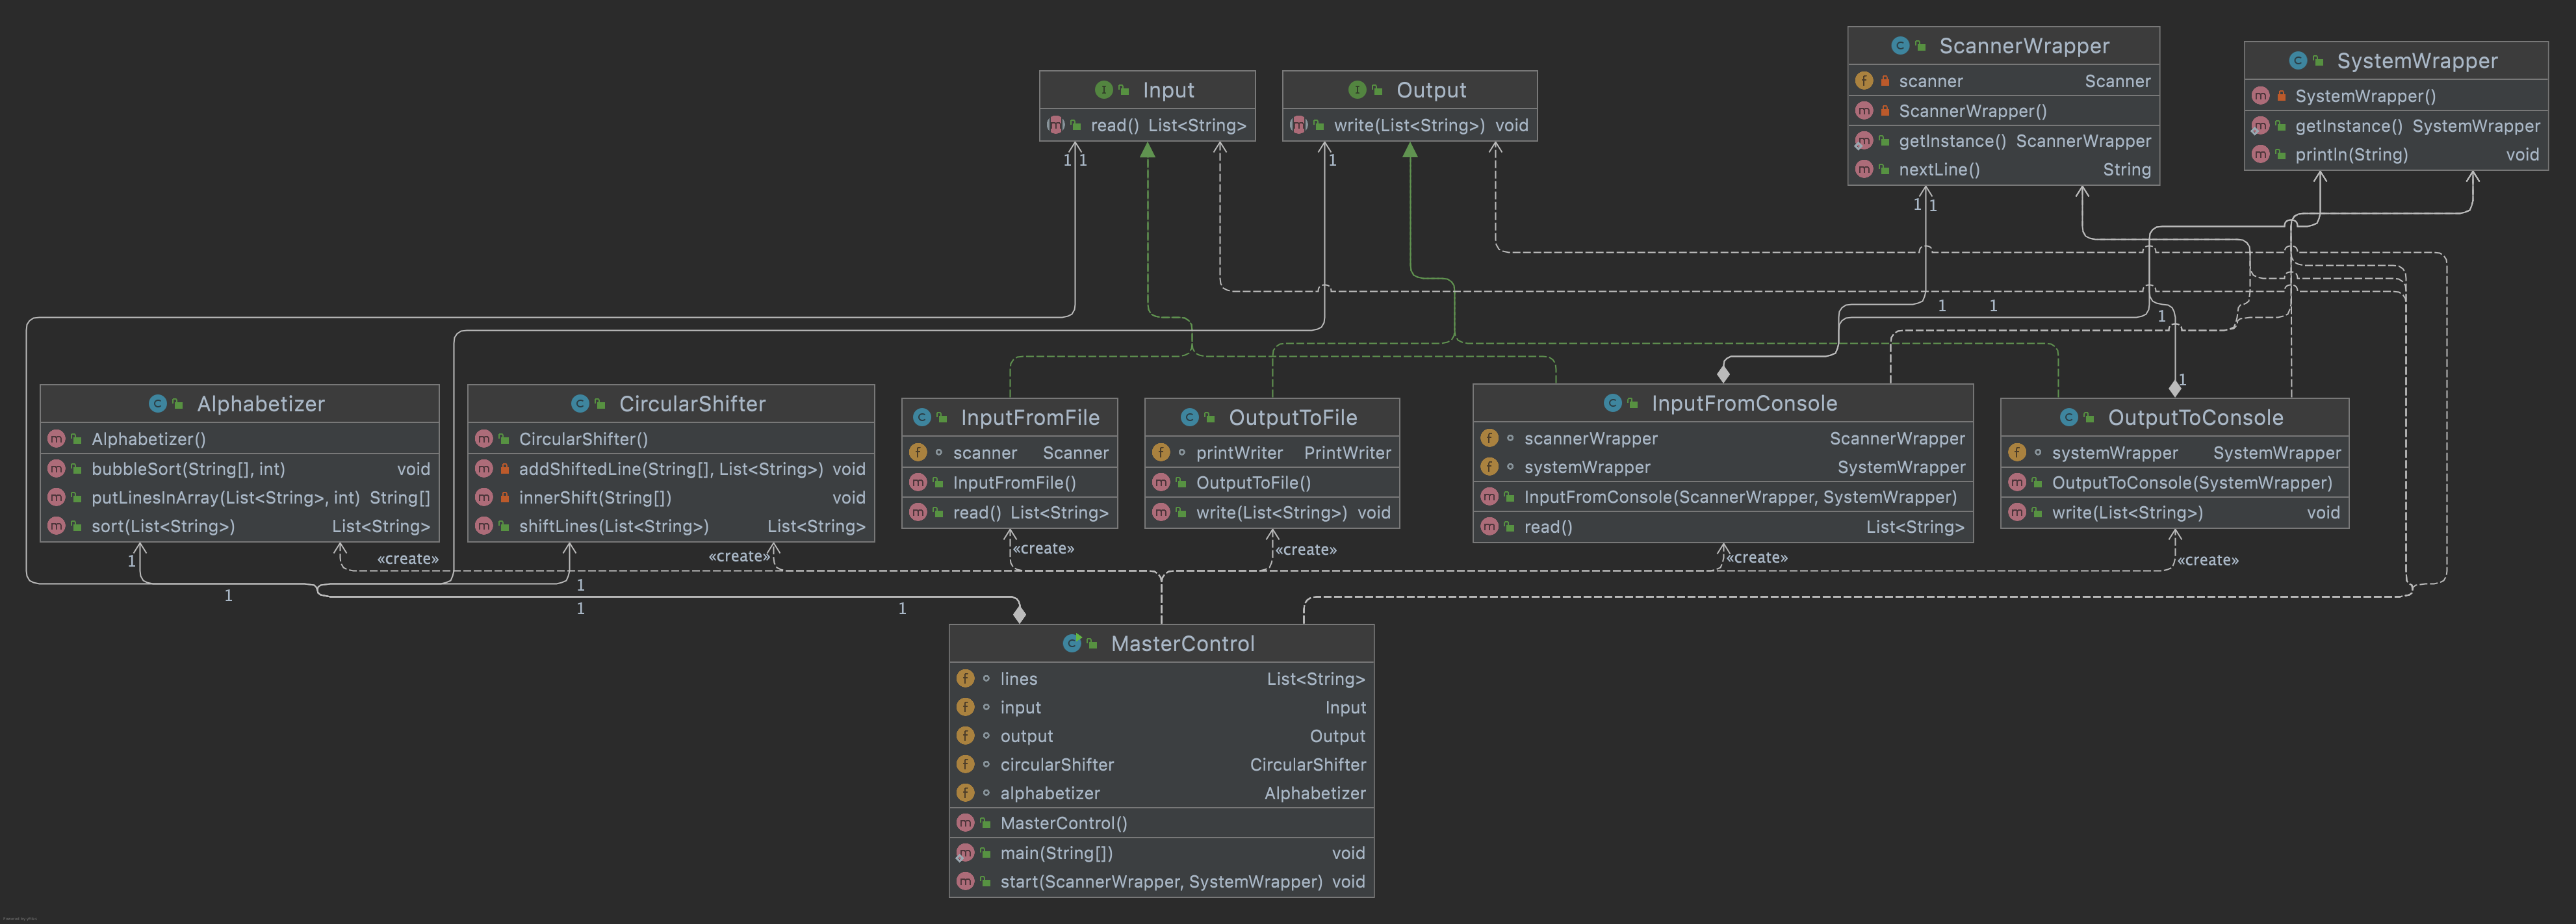 ScannerWrapper
scanner Scanner
ScannerWrapper()
getInstance() ScannerWrapper
nextLine() String
SystemWrapper
SystemWrapper()
getInstance() SystemWrapper
println(String) void
Input
read() List<String>
Output
write(List<String>) void
1 1
1
1 1
1 1
1
1
Alphabetizer
Alphabetizer()
bubbleSort(String[], int) void
putLinesInArray(List<String>, int) String[]
sort(List<String>) List<String>
CircularShifter
CircularShifter()
addShiftedLine(String[], List<String>) void
innerShift(String[]) void
shiftLines(List<String>) List<String>
InputFromFile
scanner Scanner
InputFromFile()
read() List<String>
OutputToFile
printWriter PrintWriter
OutputToFile()
write(List<String>) void
InputFromConsole
scannerWrapper ScannerWrapper
systemWrapper SystemWrapper
InputFromConsole(ScannerWrapper, SystemWrapper)
read() List<String>
OutputToConsole
systemWrapper SystemWrapper
OutputToConsole(SystemWrapper)
write(List<String>) void
1
«create»
«create»
«create»
«create»
«create»
«create»
1
1
1
1
MasterControl
lines List<String>
input Input
output Output
circularShifter CircularShifter
alphabetizer Alphabetizer
MasterControl()
main(String[]) void
start(ScannerWrapper, SystemWrapper) void
Powered by yFiles